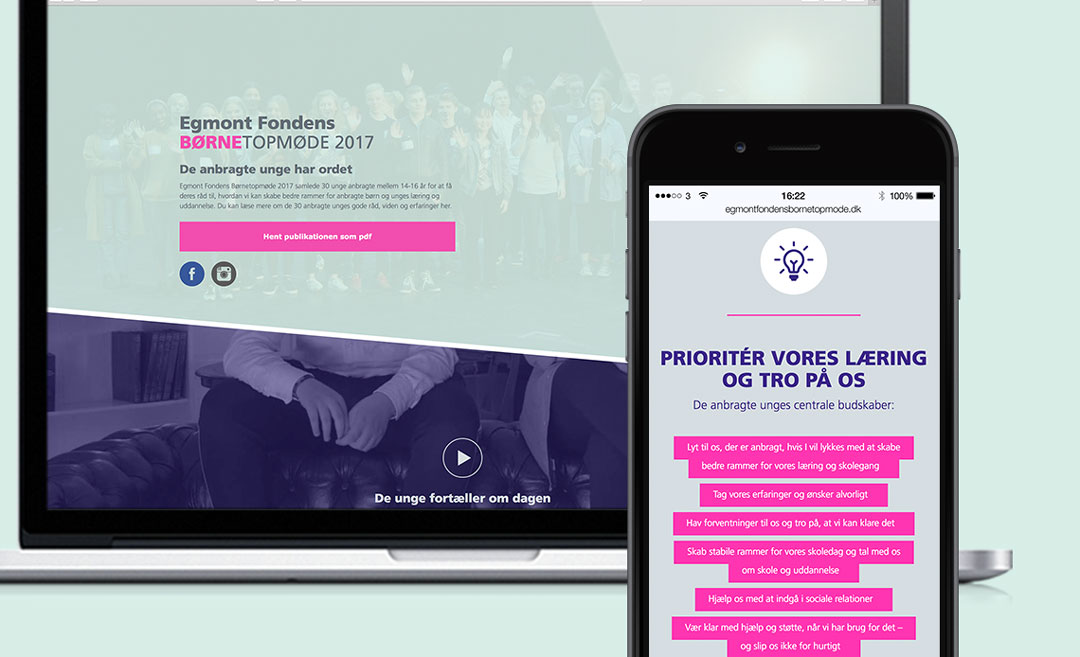 Egmont Fondens
BØRNETOPMØDE 2017
De anbragte unge har ordet
Egmont Fondens Børnetopmøde 2017 samlede 30 unge anbragte mellem 14-16 år for at få
deres råd til, hvordan vi kan skabe bedre rammer for anbragte børn og unges læring og
uddannelse. Du kan læse mere om de 30 anbragte unges gode råd, viden og erfaringer her.
Hent publikationen som pdf
f
De unge fortæller om dagen
3
16:22
100%
egmontfondensbornetopmode.dk
PRIORITÉR VORES LÆRING
OG TRO PÅ OS
De anbragte unges centrale budskaber:
Lyt til os, der er anbragt, hvis I vil lykkes med at skabe
bedre rammer for vores læring og skolegang
Tag vores erfaringer og ønsker alvorligt
Hav forventninger til os og tro på, at vi kan klare det
Skab stabile rammer for vores skoledag og tal med os
om skole og uddannelse
Hjælp os med at indgå i sociale relationer
Vær klar med hjælp og støtte, når vi har brug for det –
og slip os ikke for hurtigt